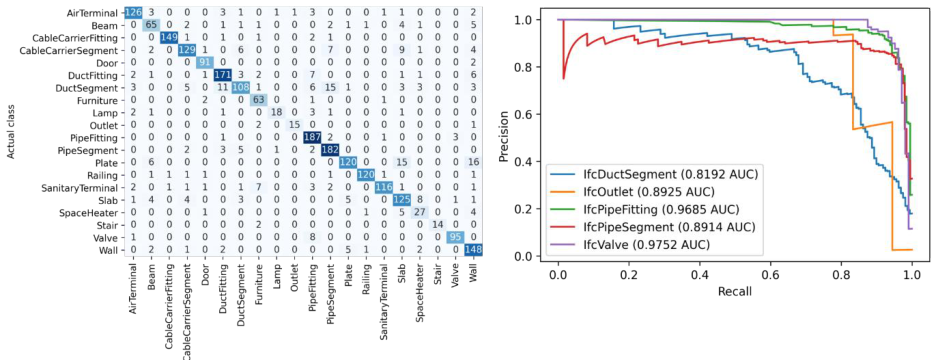 Actual class
AirTerminal 126 3 0 0 0 3 1 1 0 0 3 1 1 0 1 1 0 0 0 2
Beam 0 65 0 0 0 1 0 1 0 0 0 2 1 1 0 4 1 0 0 5
CableCarrierFitting 0 0 149 1 0 1 0 1 0 0 2 1 0 0 0 0 0 0 0 0
CableCarrierSegment 0 2 0 129 1 0 6 0 0 0 0 7 0 0 0 9 1 0 0 4
Door 0 0 0 0 91 0 0 0 0 0 0 0 0 0 0 0 0 0 0 2
DuctFitting 2 1 0 0 1 171 3 2 0 0 7 0 0 0 0 1 1 0 0 6
DuctSegment 3 0 0 5 0 11 108 1 0 0 6 15 0 0 0 3 3 0 0 3
Furniture 0 0 0 0 2 0 0 63 0 0 0 0 0 0 1 0 0 0 0 0
Lamp 2 1 0 0 0 1 0 1 18 0 3 1 0 0 0 0 0 0 0 0
Outlet 0 0 0 0 0 0 0 2 0 15 0 0 0 0 0 0 0 0 0 1
PipeFitting 0 0 0 0 0 1 0 0 0 0 187 2 0 0 0 0 0 0 3 0
PipeSegment 0 0 0 2 0 3 5 0 1 0 2 182 0 0 0 0 0 0 0 0
Plate 0 6 0 0 0 0 0 0 0 0 0 0 120 0 0 15 0 0 0 16
Railing 0 1 1 1 0 0 0 0 0 0 0 0 1 120 1 0 0 0 0 0
SanitaryTerminal 2 0 1 1 1 1 0 7 0 0 3 2 0 0 116 1 0 0 0 0
Slab 1 4 0 4 0 0 3 0 0 0 0 0 5 0 0 125 8 0 1 1
SpaceHeater 0 0 0 0 1 0 0 0 0 0 0 0 0 1 0 5 27 0 0 4
Stair 0 0 0 0 0 0 0 2 0 0 0 0 0 0 0 0 0 14 0 0
Valve 1 0 0 0 0 0 0 0 0 0 8 0 0 0 0 0 0 0 95 0
Wall 0 2 0 1 0 0 0 0 0 0 0 0 5 1 0 0 2 0 0 148
AirTerminal
Beam
CableCarrierFitting
CableCarrierSegment
Door
DuctFitting
DuctSegment
Furniture
Lamp
Outlet
PipeFitting
PipeSegment
Plate
Railing
SanitaryTerminal
Slab
SpaceHeater
Stair
Valve
Wall
Precision
1.0
0.8
0.6
0.4
0.2
0.0
IfcDuctSegment (0.8192 AUC)
IfcOutlet (0.8925 AUC)
IfcPipeFitting (0.9685 AUC)
IfcPipeSegment (0.8914 AUC)
IfcValve (0.9752 AUC)
0.0 0.2 0.4 0.6 0.8 1.0
Recall